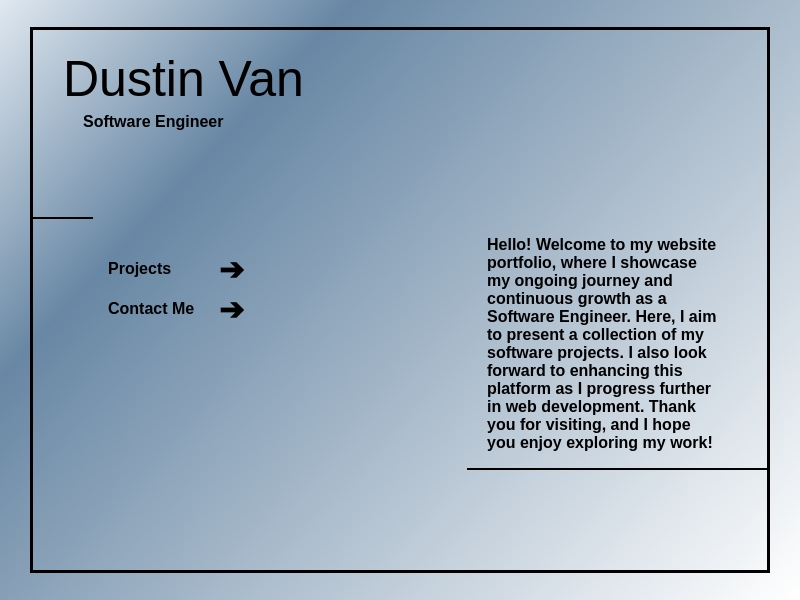 Dustin Van
Software Engineer
Projects ➔
Contact Me ➔
Hello! Welcome to my website
portfolio, where I showcase
my ongoing journey and
continuous growth as a
Software Engineer. Here, I aim
to present a collection of my
software projects. I also look
forward to enhancing this
platform as I progress further
in web development. Thank
you for visiting, and I hope
you enjoy exploring my work!